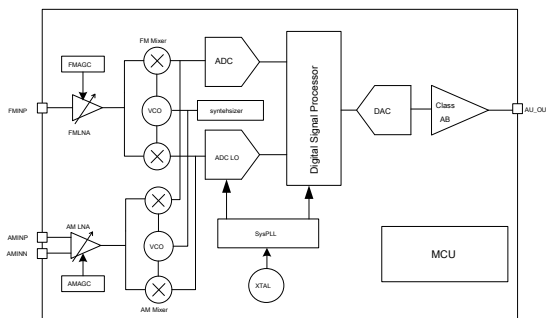 FM Mixer
FMAGC
ADC
FMINP
FMLNA
VCO
syntehsizer
Digital Signal Processor
DAC
Class
AB
AU_OU
ADC LO
AM LNA
AMINP
AMINN
VCO
SysPLL
AMAGC
XTAL
MCU
AM Mixer